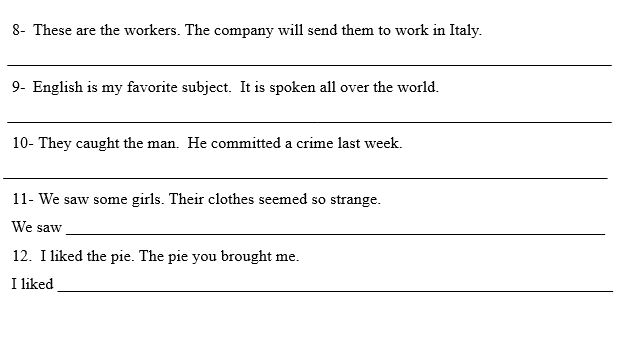 8- These are the workers. The company will send them to work in Italy.
9- English is my favorite subject. It is spoken all over the world.
10- They caught the man. He committed a crime last week.
11- We saw some girls. Their clothes seemed so strange.
We saw
12. I liked the pie. The pie you brought me.
I liked